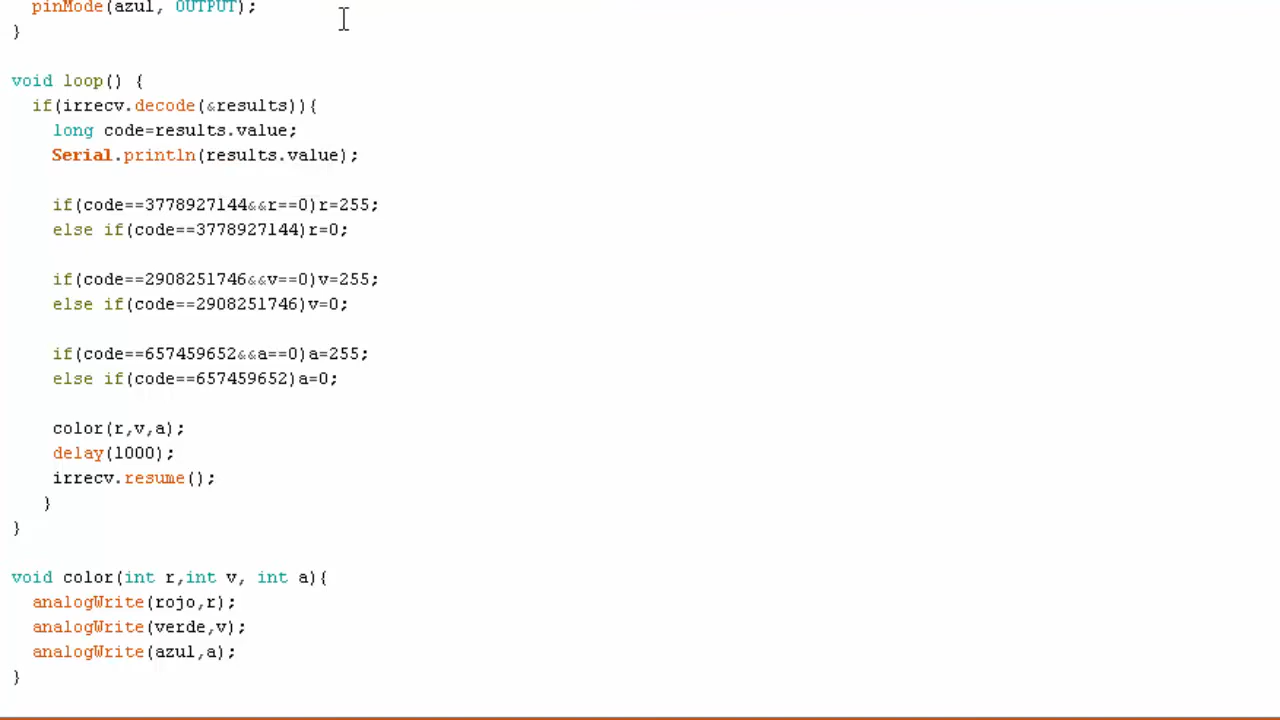 pinMode(azul, OUTPUT);
}
void loop() {
if(irrecv.decode(&results)){
long code=results.value;
Serial.println(results.value);
if(code==3778927144&&r==0)r=255;
else if(code==3778927144)r=0;
if(code==2908251746&&v==0)v=255;
else if(code==2908251746)v=0;
if(code==657459652&&a==0)a=255;
else if(code==657459652)a=0;
color(r,v,a);
delay(1000);
irrecv.resume();
}
}
void color(int r,int v, int a){
analogWrite(rojo,r);
analogWrite(verde,v);
analogWrite(azul,a);
}